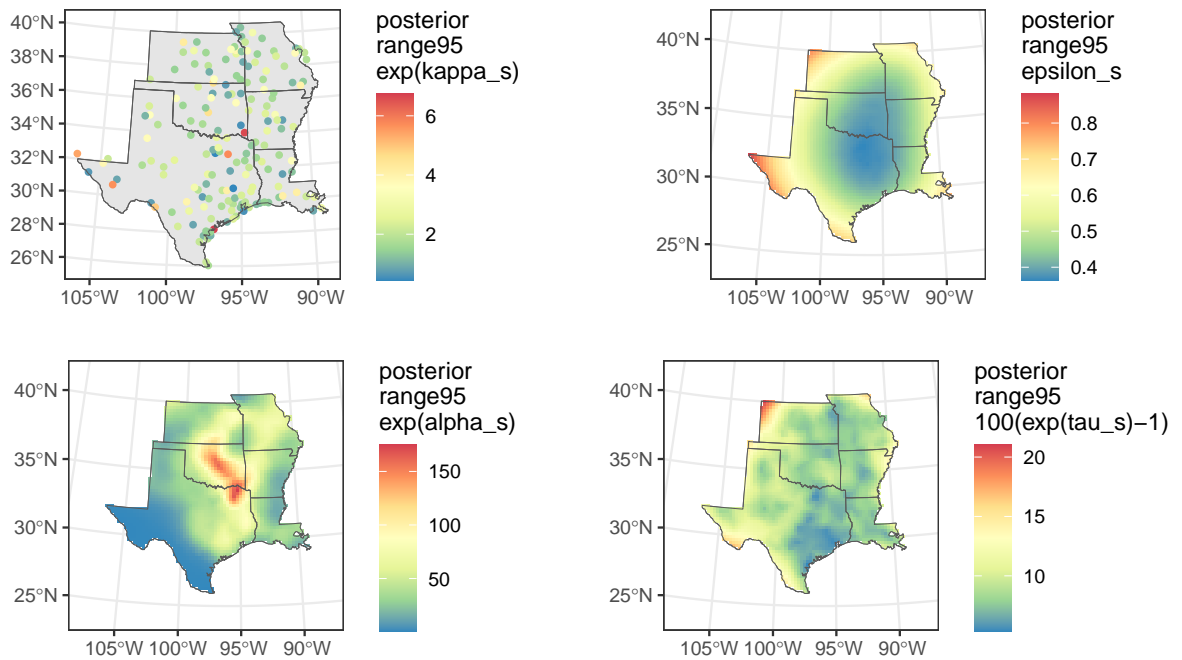 posterior
range95
exp(kappa_s)
6
4
2
40°N
38°N
36°N
34°N
32°N
30°N
28°N
26°N
105°W
100°W
95°W
90°W
posterior
range95
epsilon_s
0.8
0.7
0.6
0.5
0.4
40°N
35°N
30°N
25°N
105°W
100°W
95°W
90°W
posterior
range95
exp(alpha_s)
150
100
50
40°N
35°N
30°N
25°N
105°W
100°W
95°W
90°W
posterior
range95
100(exp(tau_s)−1)
20
15
10
40°N
35°N
30°N
25°N
105°W
100°W
95°W
90°W